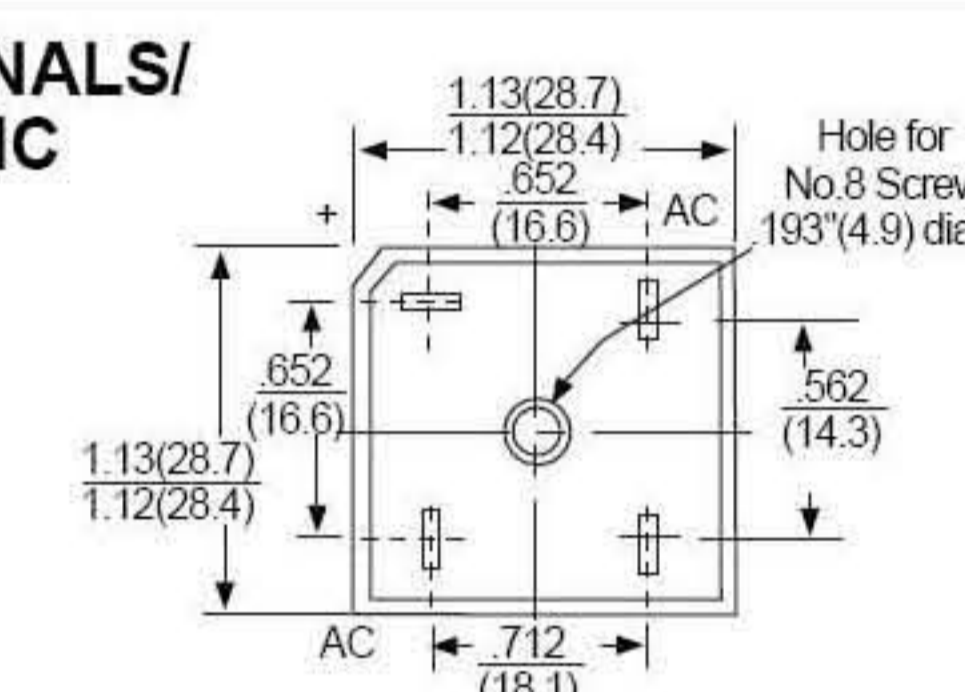 NALS/
IC
1.13(28.7)
1.12(28.4)
.652
(16.6)
Hole for
No.8 Screw
.193"(4.9) dia
+
AC
.652
(16.6)
1.13(28.7)
1.12(28.4)
.562
(14.3)
AC
.712
(18.1)